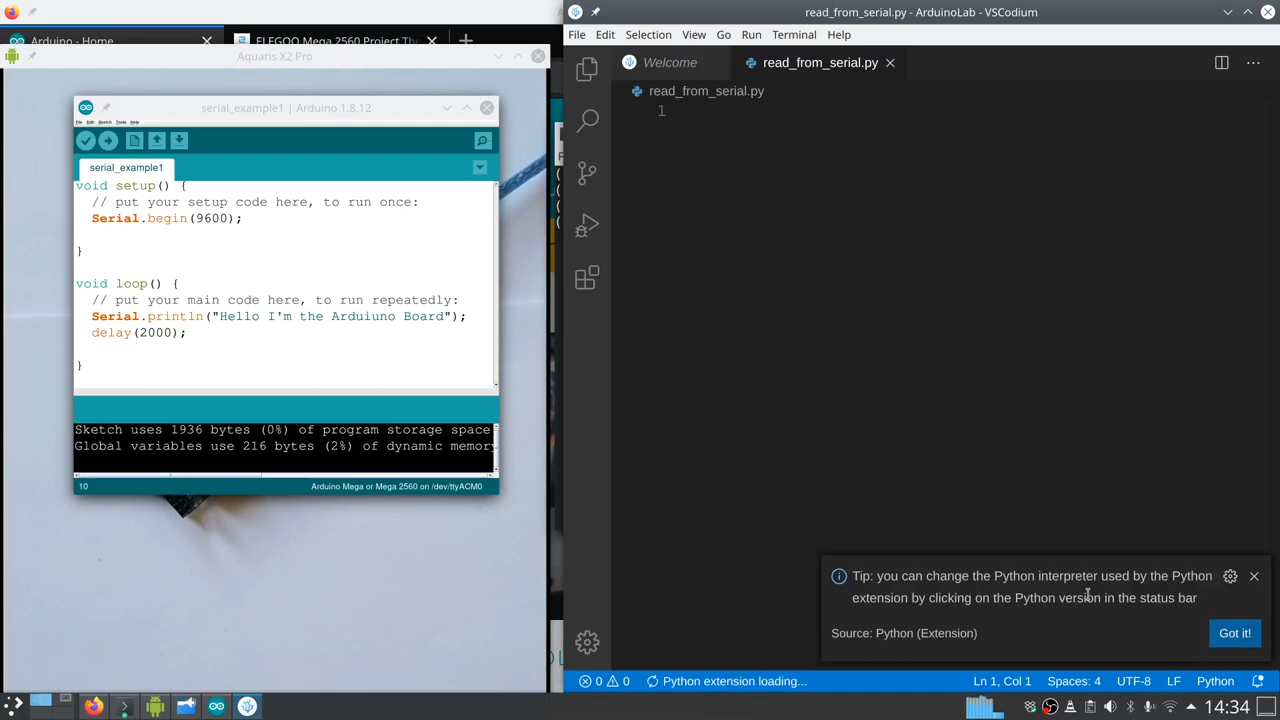 Arduino - Home
ELEGOO Mega 2560 Project The
Aquaris X2 Pro
serial_example1 | Arduino 1.8.12
File Edit Sketch Tools Help
serial_example1
void setup() {
// put your setup code here, to run once:
Serial.begin(9600);
}
void loop() {
// put your main code here, to run repeatedly:
Serial.println("Hello I'm the Arduiuno Board");
delay(2000);
}
Sketch uses 1936 bytes (0%) of program storage space
Global variables use 216 bytes (2%) of dynamic memory
10
Arduino Mega or Mega 2560 on /dev/ttyACM0
read_from_serial.py - ArduinoLab - VSCodium
File Edit Selection View Go Run Terminal Help
Welcome
read_from_serial.py
read_from_serial.py
1
Tip: you can change the Python interpreter used by the Python
extension by clicking on the Python version in the status bar
Source: Python (Extension)
Got it!
0 0 Python extension loading...
Ln 1, Col 1 Spaces: 4 UTF-8 LF Python
14:34